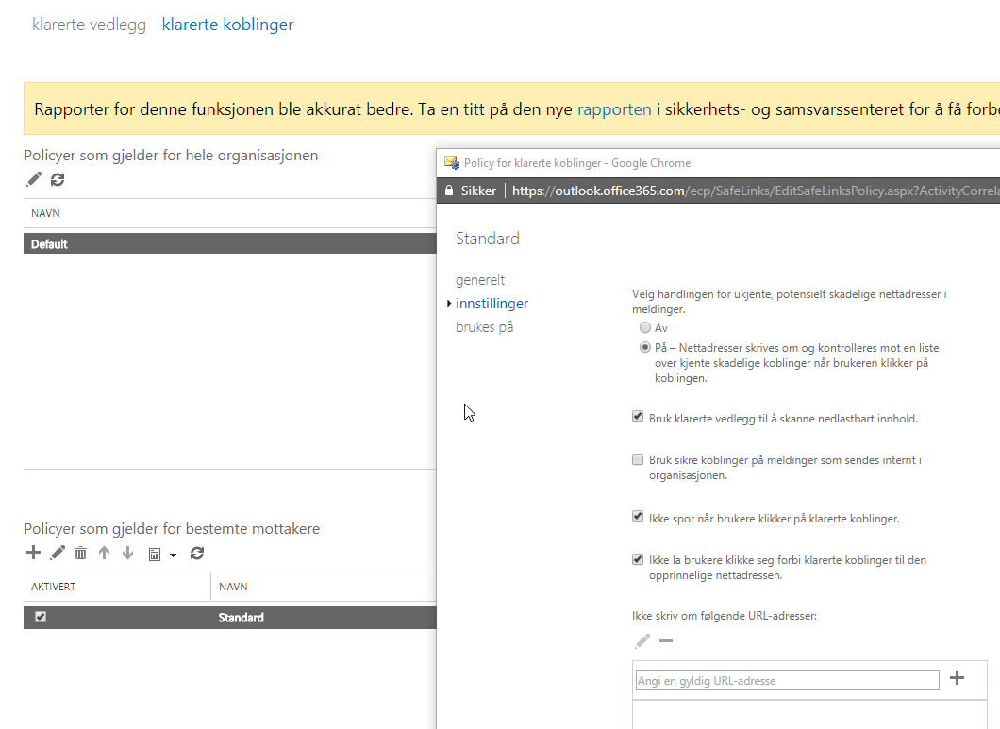 klarerte vedlegg klarerte koblinger
Rapporter for denne funksjonen ble akkurat bedre. Ta en titt på den nye rapporten i sikkerhets- og samsvarssenteret for å få forbe
Policyer som gjelder for hele organisasjonen
NAVN
Default
Policyer som gjelder for bestemte mottakere
AKTIVERT NAVN
Standard
Policy for klarerte koblinger - Google Chrome
Sikker https://outlook.office365.com/ecp/SafeLinks/EditSafeLinksPolicy.aspx?ActivityCorrela
Standard
generelt
innstillinger
brukes på
Velg handlingen for ukjente, potensielt skadelige nettadresser i
meldinger.
Av
På – Nettadresser skrives om og kontrolleres mot en liste
over kjente skadelige koblinger når brukeren klikker på
koblingen.
Bruk klarerte vedlegg til å skanne nedlastbart innhold.
Bruk sikre koblinger på meldinger som sendes internt i
organisasjonen.
Ikke spor når brukere klikker på klarerte koblinger.
Ikke la brukere klikke seg forbi klarerte koblinger til den
opprinnelige nettadressen.
Ikke skriv om følgende URL-adresser:
Angi en gyldig URL-adresse